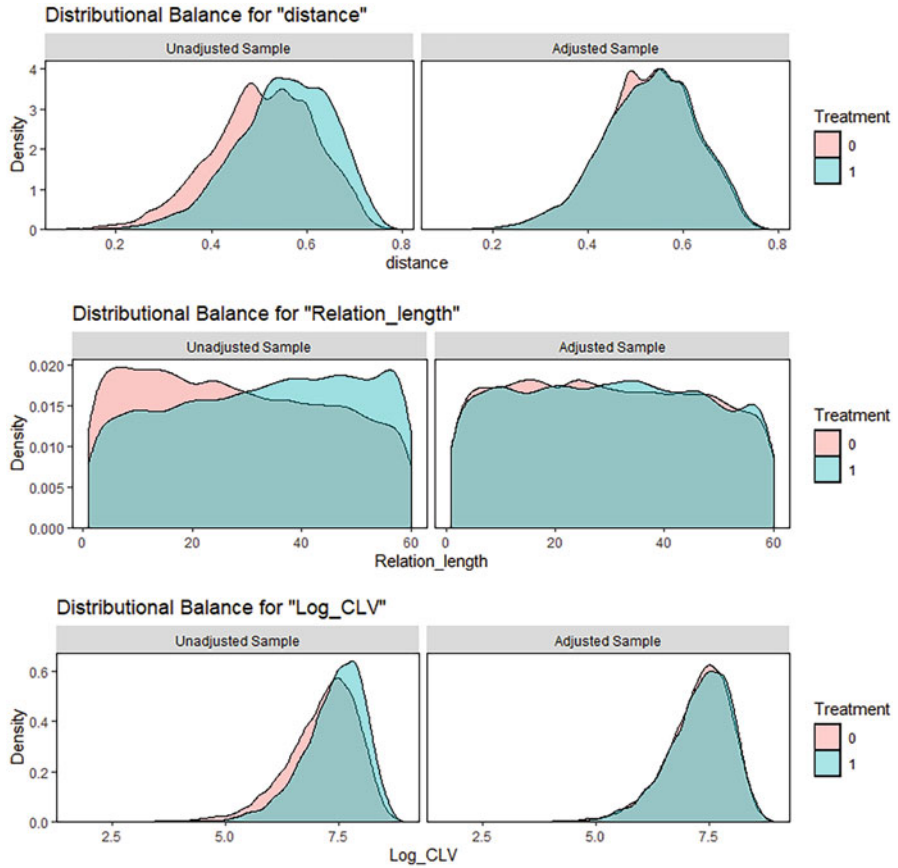 Distributional Balance for "distance"
Unadjusted Sample
Adjusted Sample
4
3
2
1
0
Density
0.2
0.4
0.6
0.8
0.2
0.4
0.6
0.8
distance
Treatment
0
1
Distributional Balance for "Relation_length"
Unadjusted Sample
Adjusted Sample
0.020
0.015
0.010
0.005
0.000
Density
0
20
40
60
0
20
40
60
Relation_length
Treatment
0
1
Distributional Balance for "Log_CLV"
Unadjusted Sample
Adjusted Sample
0.6
0.4
0.2
0.0
Density
2.5
5.0
7.5
2.5
5.0
7.5
Log_CLV
Treatment
0
1